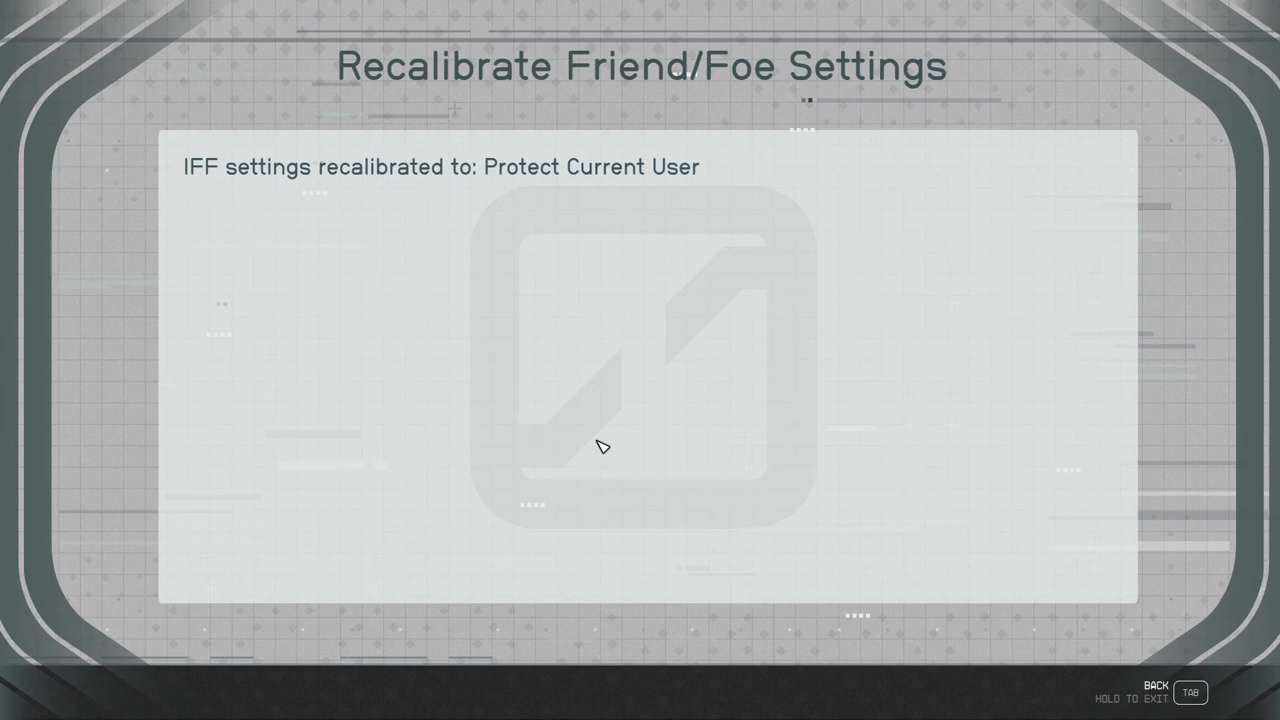 Recalibrate Friend/Foe Settings
IFF settings recalibrated to: Protect Current User
BACK
HOLD TO EXIT
TAB